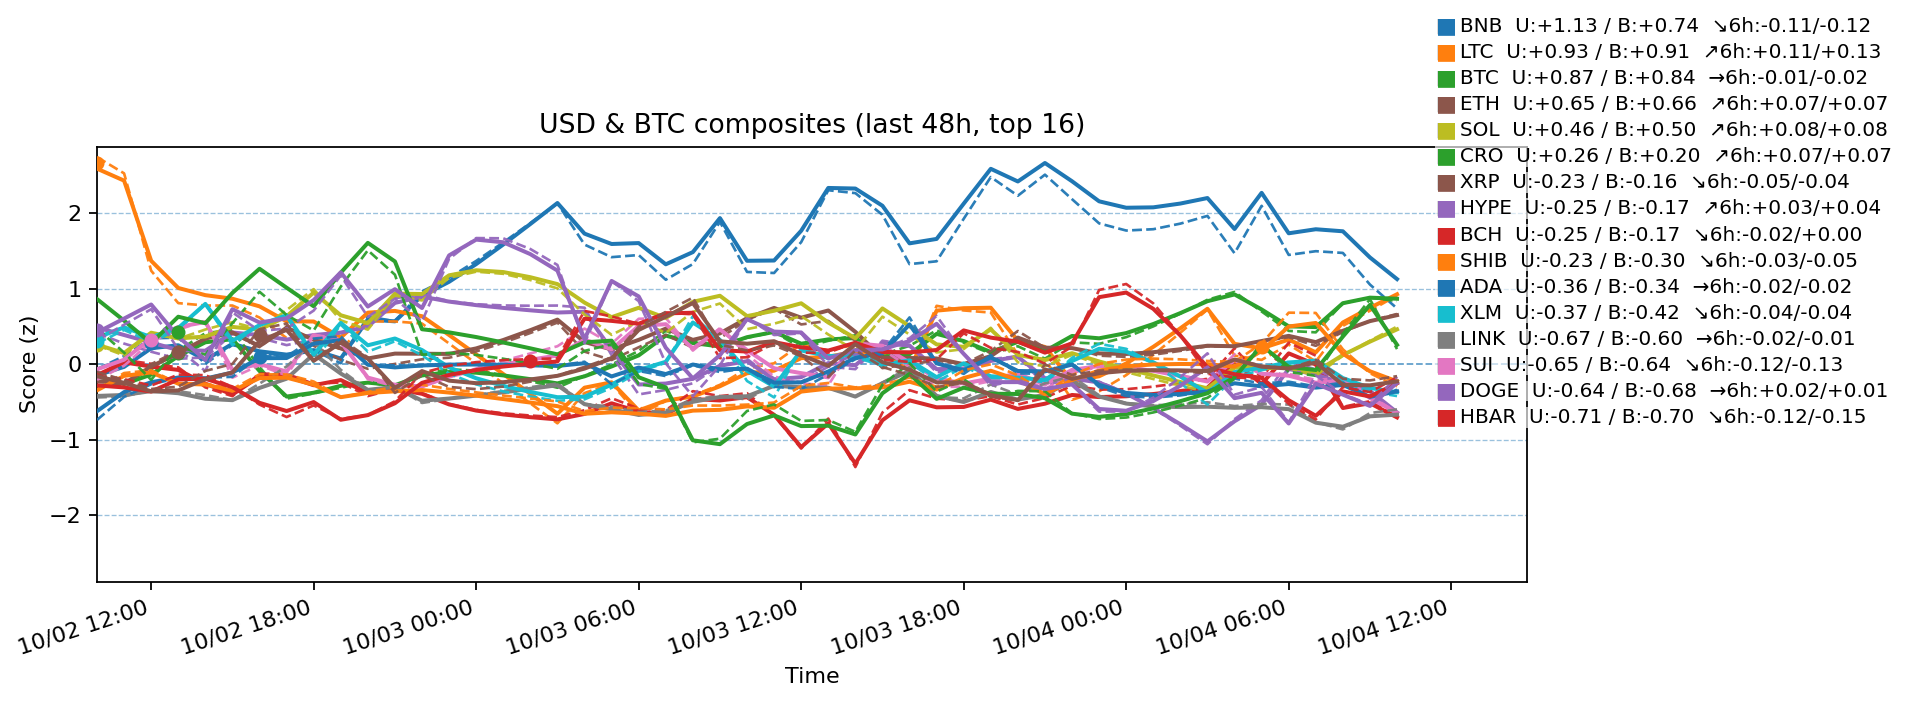 BNB  U:+1.13 / B:+0.74  ↘6h:-0.11/-0.12
LTC  U:+0.93 / B:+0.91  ↗6h:+0.11/+0.13
BTC  U:+0.87 / B:+0.84  →6h:-0.01/-0.02
ETH  U:+0.65 / B:+0.66  ↗6h:+0.07/+0.07
SOL  U:+0.46 / B:+0.50  ↗6h:+0.08/+0.08
CRO  U:+0.26 / B:+0.20  ↗6h:+0.07/+0.07
XRP  U:-0.23 / B:-0.16  ↘6h:-0.05/-0.04
HYPE  U:-0.25 / B:-0.17  ↗6h:+0.03/+0.04
BCH  U:-0.25 / B:-0.17  ↘6h:-0.02/+0.00
SHIB  U:-0.23 / B:-0.30  ↘6h:-0.03/-0.05
ADA  U:-0.36 / B:-0.34  →6h:-0.02/-0.02
XLM  U:-0.37 / B:-0.42  ↘6h:-0.04/-0.04
LINK  U:-0.67 / B:-0.60  →6h:-0.02/-0.01
SUI  U:-0.65 / B:-0.64  ↘6h:-0.12/-0.13
DOGE  U:-0.64 / B:-0.68  →6h:+0.02/+0.01
HBAR  U:-0.71 / B:-0.70  ↘6h:-0.12/-0.15
USD & BTC composites (last 48h, top 16)
Score (z)
2
1
0
−1
−2
10/02 12:00
10/02 18:00
10/03 00:00
10/03 06:00
10/03 12:00
10/03 18:00
10/04 00:00
10/04 06:00
10/04 12:00
Time